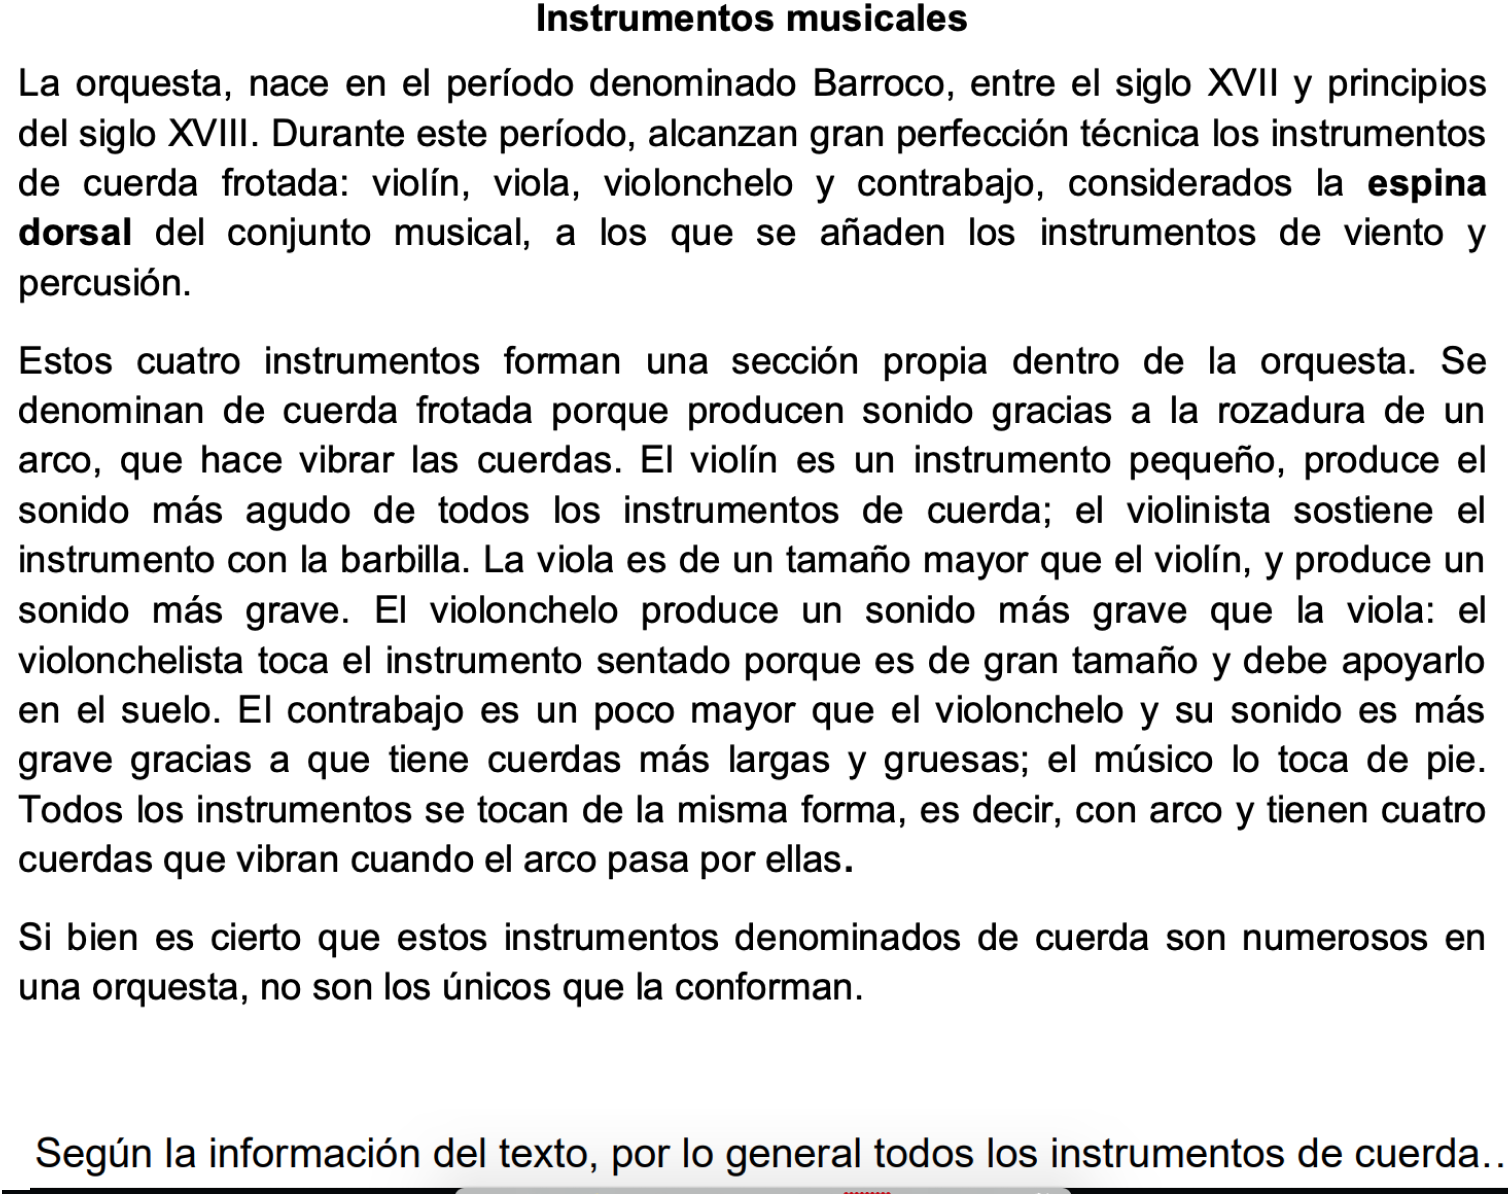 Instrumentos musicales
La orquesta, nace en el período denominado Barroco, entre el siglo XVII y principios
del siglo XVIII. Durante este período, alcanzan gran perfección técnica los instrumentos
de cuerda frotada: violín, viola, violonchelo y contrabajo, considerados la espina
dorsal del conjunto musical, a los que se añaden los instrumentos de viento y
percusión.
Estos cuatro instrumentos forman una sección propia dentro de la orquesta. Se
denominan de cuerda frotada porque producen sonido gracias a la rozadura de un
arco, que hace vibrar las cuerdas. El violín es un instrumento pequeño, produce el
sonido más agudo de todos los instrumentos de cuerda; el violinista sostiene el
instrumento con la barbilla. La viola es de un tamaño mayor que el violín, y produce un
sonido más grave. El violonchelo produce un sonido más grave que la viola: el
violonchelista toca el instrumento sentado porque es de gran tamaño y debe apoyarlo
en el suelo. El contrabajo es un poco mayor que el violonchelo y su sonido es más
grave gracias a que tiene cuerdas más largas y gruesas; el músico lo toca de pie.
Todos los instrumentos se tocan de la misma forma, es decir, con arco y tienen cuatro
cuerdas que vibran cuando el arco pasa por ellas.
Si bien es cierto que estos instrumentos denominados de cuerda son numerosos en
una orquesta, no son los únicos que la conforman.
Según la información del texto, por lo general todos los instrumentos de cuerda..